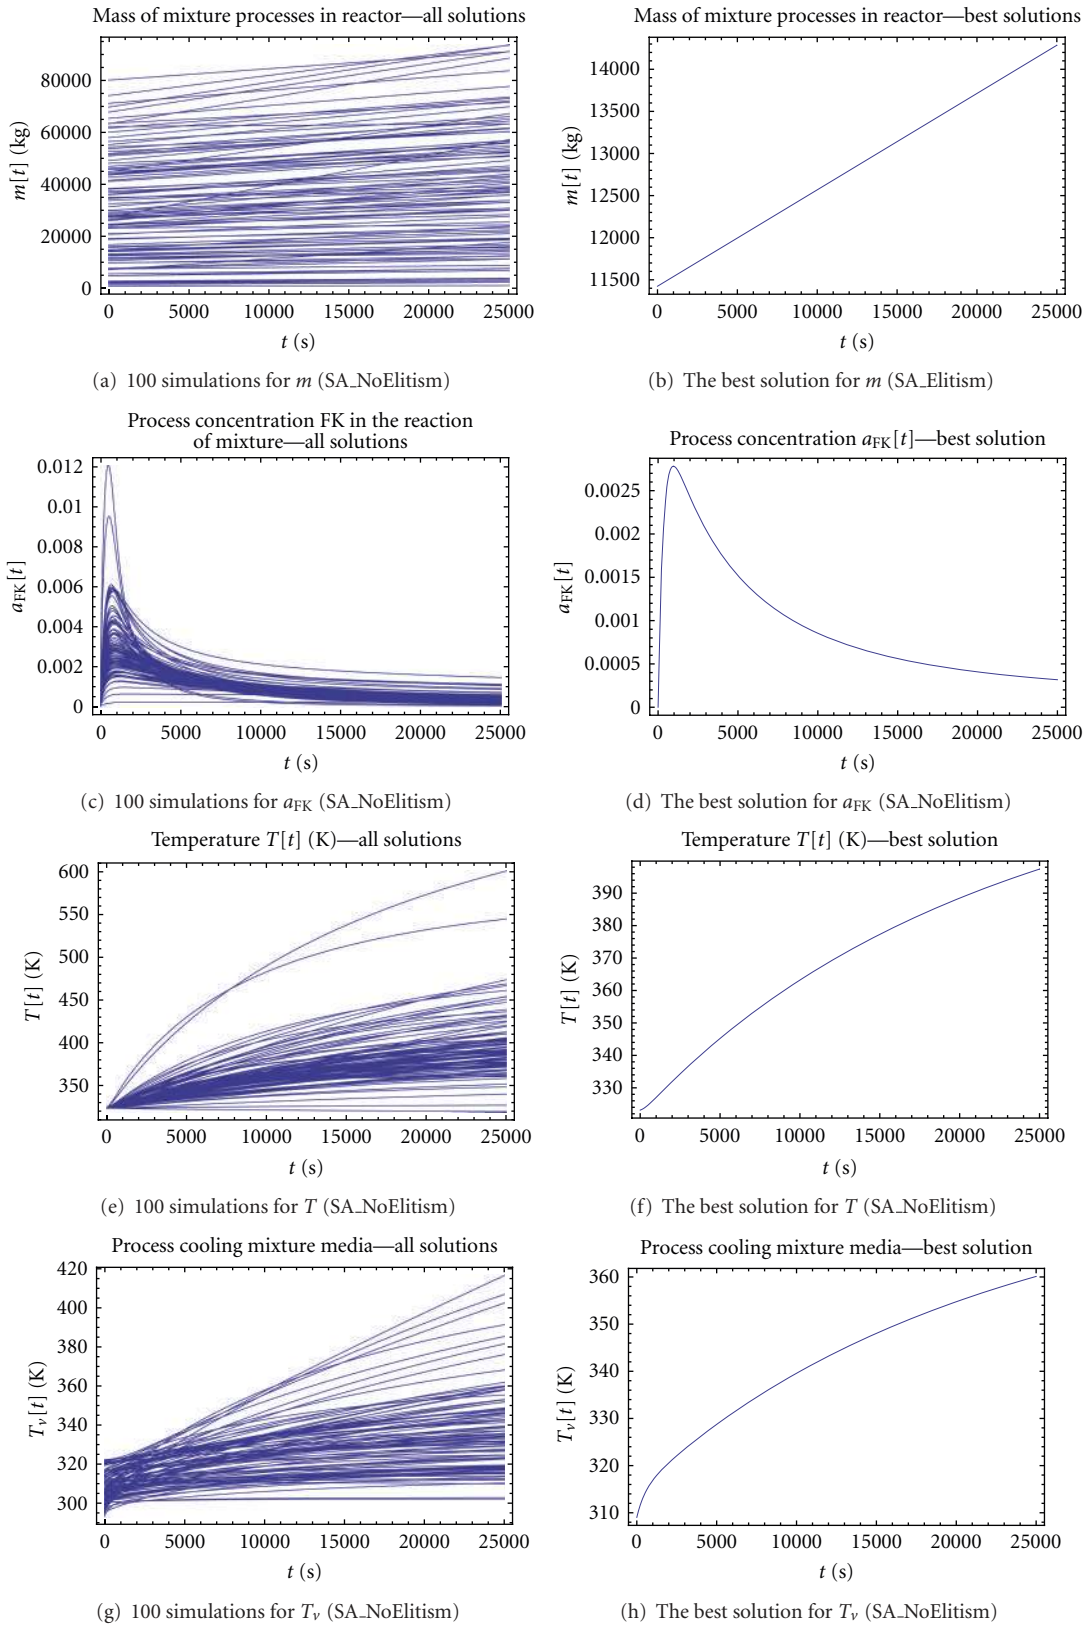 Mass of mixture processes in reactor—all solutions
80000
60000
40000
20000
0
m[t] (kg)
0 5000 10000 15000 20000 25000
t (s)
(a) 100 simulations for m (SA_NoElitism)
Mass of mixture processes in reactor—best solutions
14000
13500
13000
12500
12000
11500
m[t] (kg)
0 5000 10000 15000 20000 25000
t (s)
(b) The best solution for m (SA_Elitism)
Process concentration FK in the reaction
of mixture—all solutions
0.012
0.01
0.008
0.006
0.004
0.002
0
aFK[t]
0 5000 10000 15000 20000 25000
t (s)
(c) 100 simulations for aFK (SA_NoElitism)
Process concentration aFK[t]—best solution
0.0025
0.002
0.0015
0.001
0.0005
0
aFK[t]
0 5000 10000 15000 20000 25000
t (s)
(d) The best solution for aFK (SA_NoElitism)
Temperature T[t] (K)—all solutions
600
550
500
450
400
350
T[t] (K)
0 5000 10000 15000 20000 25000
t (s)
(e) 100 simulations for T (SA_NoElitism)
Temperature T[t] (K)—best solution
390
380
370
360
350
340
330
T[t] (K)
0 5000 10000 15000 20000 25000
t (s)
(f) The best solution for T (SA_NoElitism)
Process cooling mixture media—all solutions
420
400
380
360
340
320
300
Tv[t] (K)
0 5000 10000 15000 20000 25000
t (s)
(g) 100 simulations for Tv (SA_NoElitism)
Process cooling mixture media—best solution
360
350
340
330
320
310
Tv[t] (K)
0 5000 10000 15000 20000 25000
t (s)
(h) The best solution for Tv (SA_NoElitism)